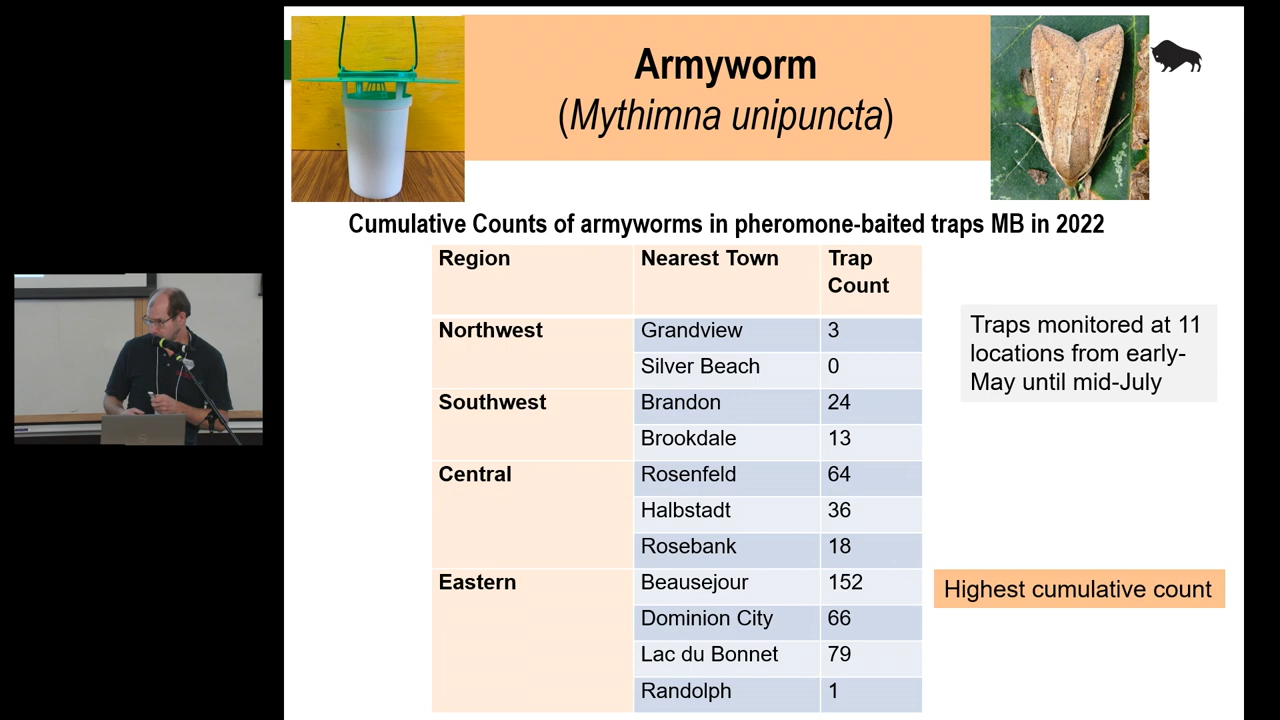 Armyworm
(Mythimna unipuncta)
Cumulative Counts of armyworms in pheromone-baited traps MB in 2022
Region Nearest Town Trap Count
Northwest Grandview 3
Silver Beach 0
Southwest Brandon 24
Brookdale 13
Central Rosenfeld 64
Halbstadt 36
Rosebank 18
Eastern Beausejour 152
Dominion City 66
Lac du Bonnet 79
Randolph 1
Traps monitored at 11
locations from early-
May until mid-July
Highest cumulative count